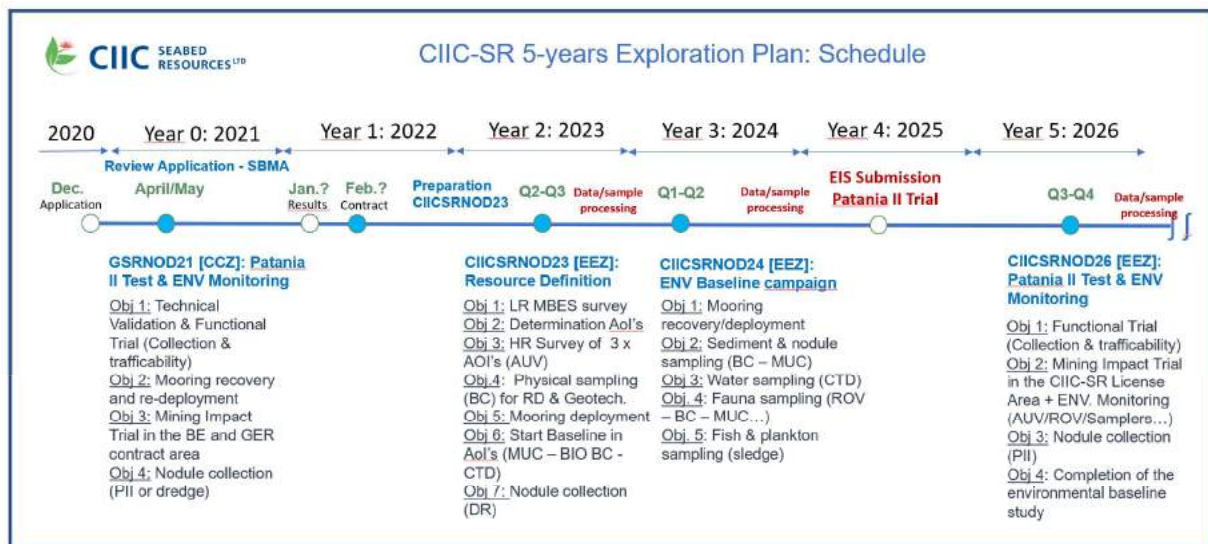 CIIC SEABED RESOURCES LTD
CIIC-SR 5-years Exploration Plan: Schedule
2020
Year 0: 2021
Year 1: 2022
Year 2: 2023
Year 3: 2024
Year 4: 2025
Year 5: 2026
Review Application - SBMA
Dec.
Application
April/May
Jan.?
Results
Feb.?
Contract
Preparation
CIICSRNOD23
Q2-Q3
Data/sample
processing
Q1-Q2
Data/sample
processing
EIS Submission
Patania II Trial
Q3-Q4
Data/sample
processing
GSRNOD21 [CCZ]: Patania
II Test & ENV Monitoring
Obj 1: Technical
Validation & Functional
Trial (Collection &
trafficability)
Obj 2: Mooring recovery
and re-deployment
Obj 3: Mining Impact
Trial in the BE and GER
contract area
Obj 4: Nodule collection
(PII or dredge)
CIICSRNOD23 [EEZ]:
Resource Definition
Obj 1: LR MBES survey
Obj 2: Determination AoI's
Obj 3: HR Survey of 3 x
AOI's (AUV)
Obj.4: Physical sampling
(BC) for RD & Geotech.
Obj 5: Mooring deployment
Obj 6: Start Baseline in
AoI's (MUC – BIO BC -
CTD)
Obj 7: Nodule collection
(DR)
CIICSRNOD24 [EEZ]:
ENV Baseline campaign
Obj 1: Mooring
recovery/deployment
Obj 2: Sediment & nodule
sampling (BC – MUC)
Obj 3: Water sampling (CTD)
Obj. 4: Fauna sampling (ROV
– BC – MUC…)
Obj. 5: Fish & plankton
sampling (sledge)
CIICSRNOD26 [EEZ]:
Patania II Test & ENV
Monitoring
Obj 1: Functional Trial
(Collection & trafficability)
Obj 2: Mining Impact Trial
in the CIIC-SR License
Area + ENV. Monitoring
(AUV/ROV/Samplers…)
Obj 3: Nodule collection
(PII)
Obj 4: Completion of the
environmental baseline
study